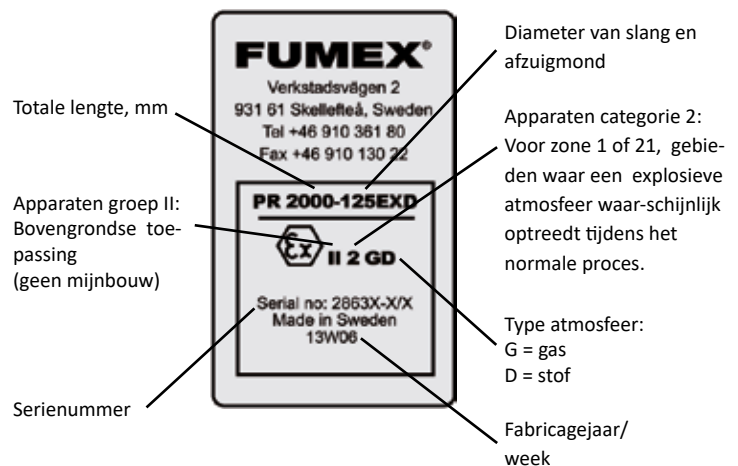 Totale lengte, mm
Apparaten groep II:
Bovengrondse toe-
passing
(geen mijnbouw)
Serienummer
FUMEX®
Verkstadsvägen 2
931 61 Skellefteå, Sweden
Tel +46 910 361 80
Fax +46 910 130 22
PR 2000-125EXD
Ex II 2 GD
Serial no: 2863X-X/X
Made in Sweden
13W06
Diameter van slang en
afzuigmond
Apparaten categorie 2:
Voor zone 1 of 21, gebie-
den waar een explosieve
atmosfeer waar-schijnlijk
optreedt tijdens het
normale proces.
Type atmosfeer:
G = gas
D = stof
Fabricagejaar/
week